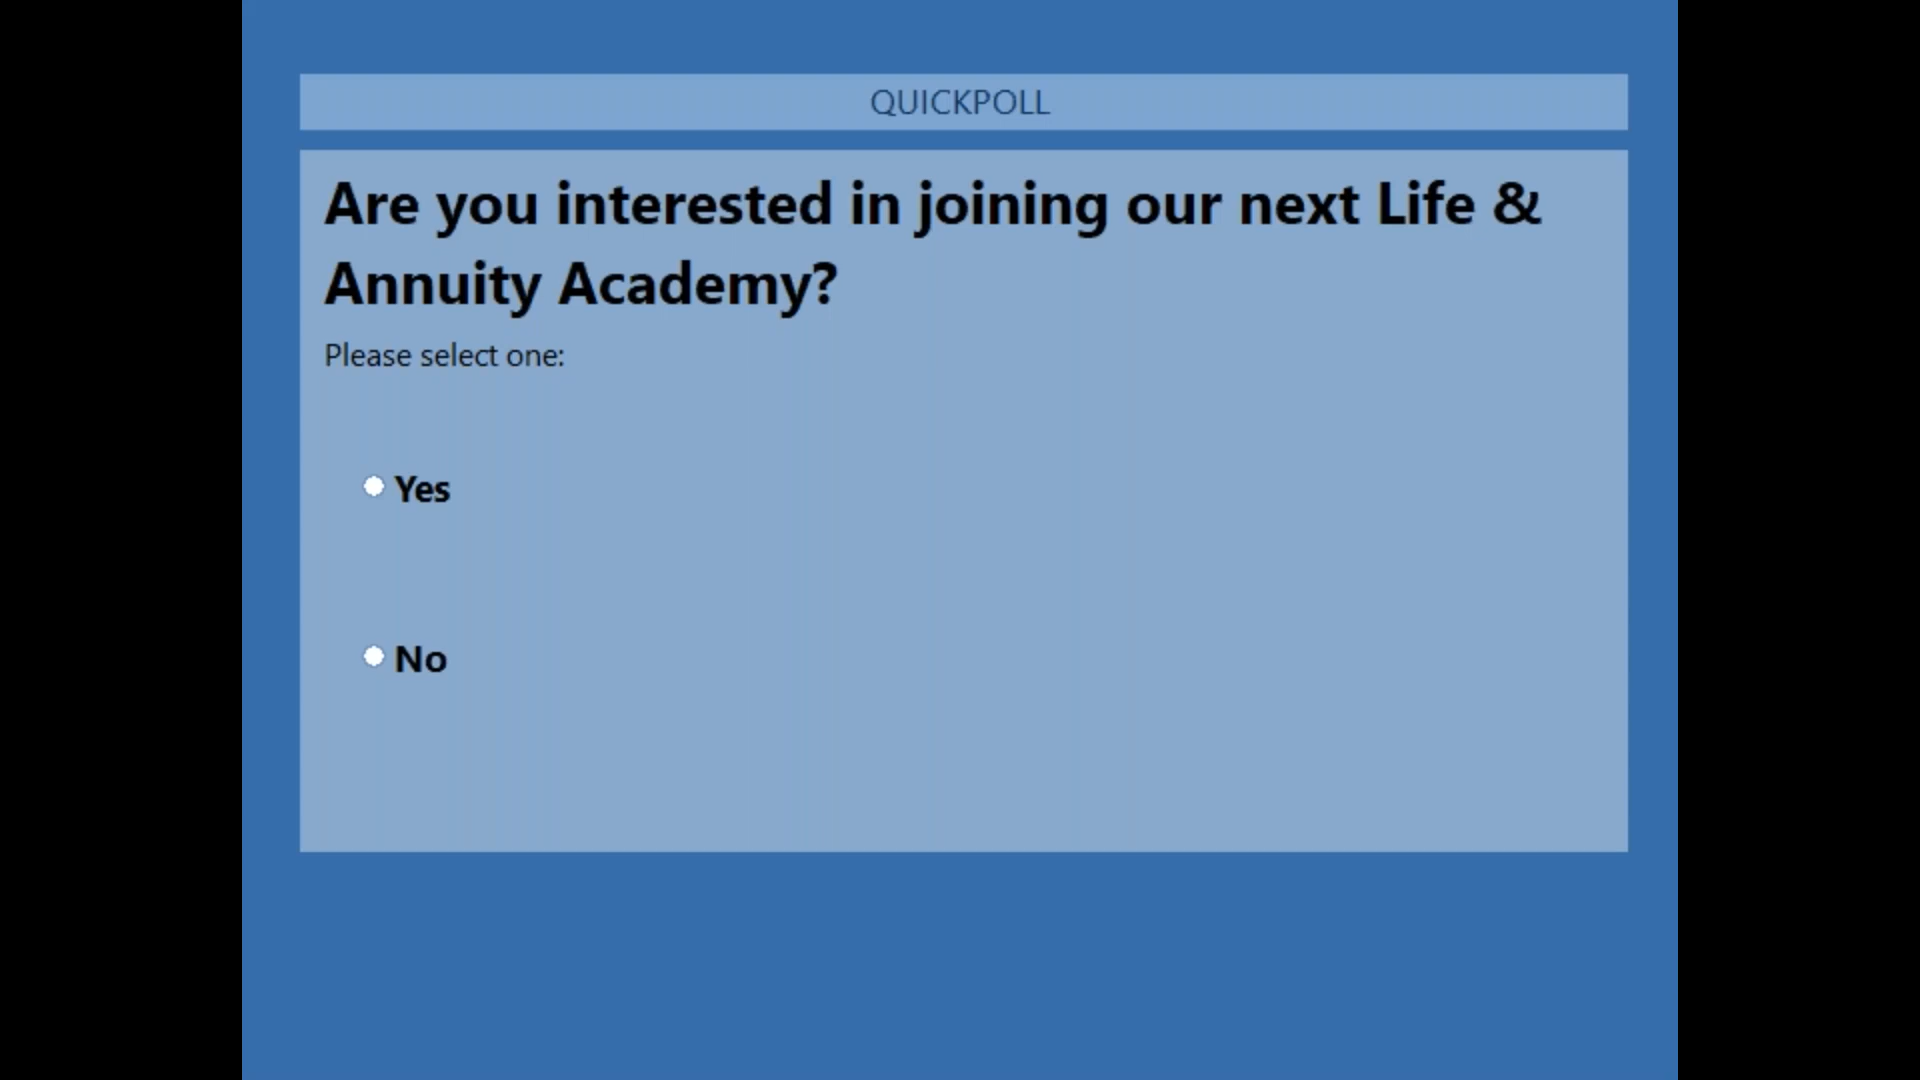 QUICKPOLL
Are you interested in joining our next Life &
Annuity Academy?
Please select one:
Yes
No